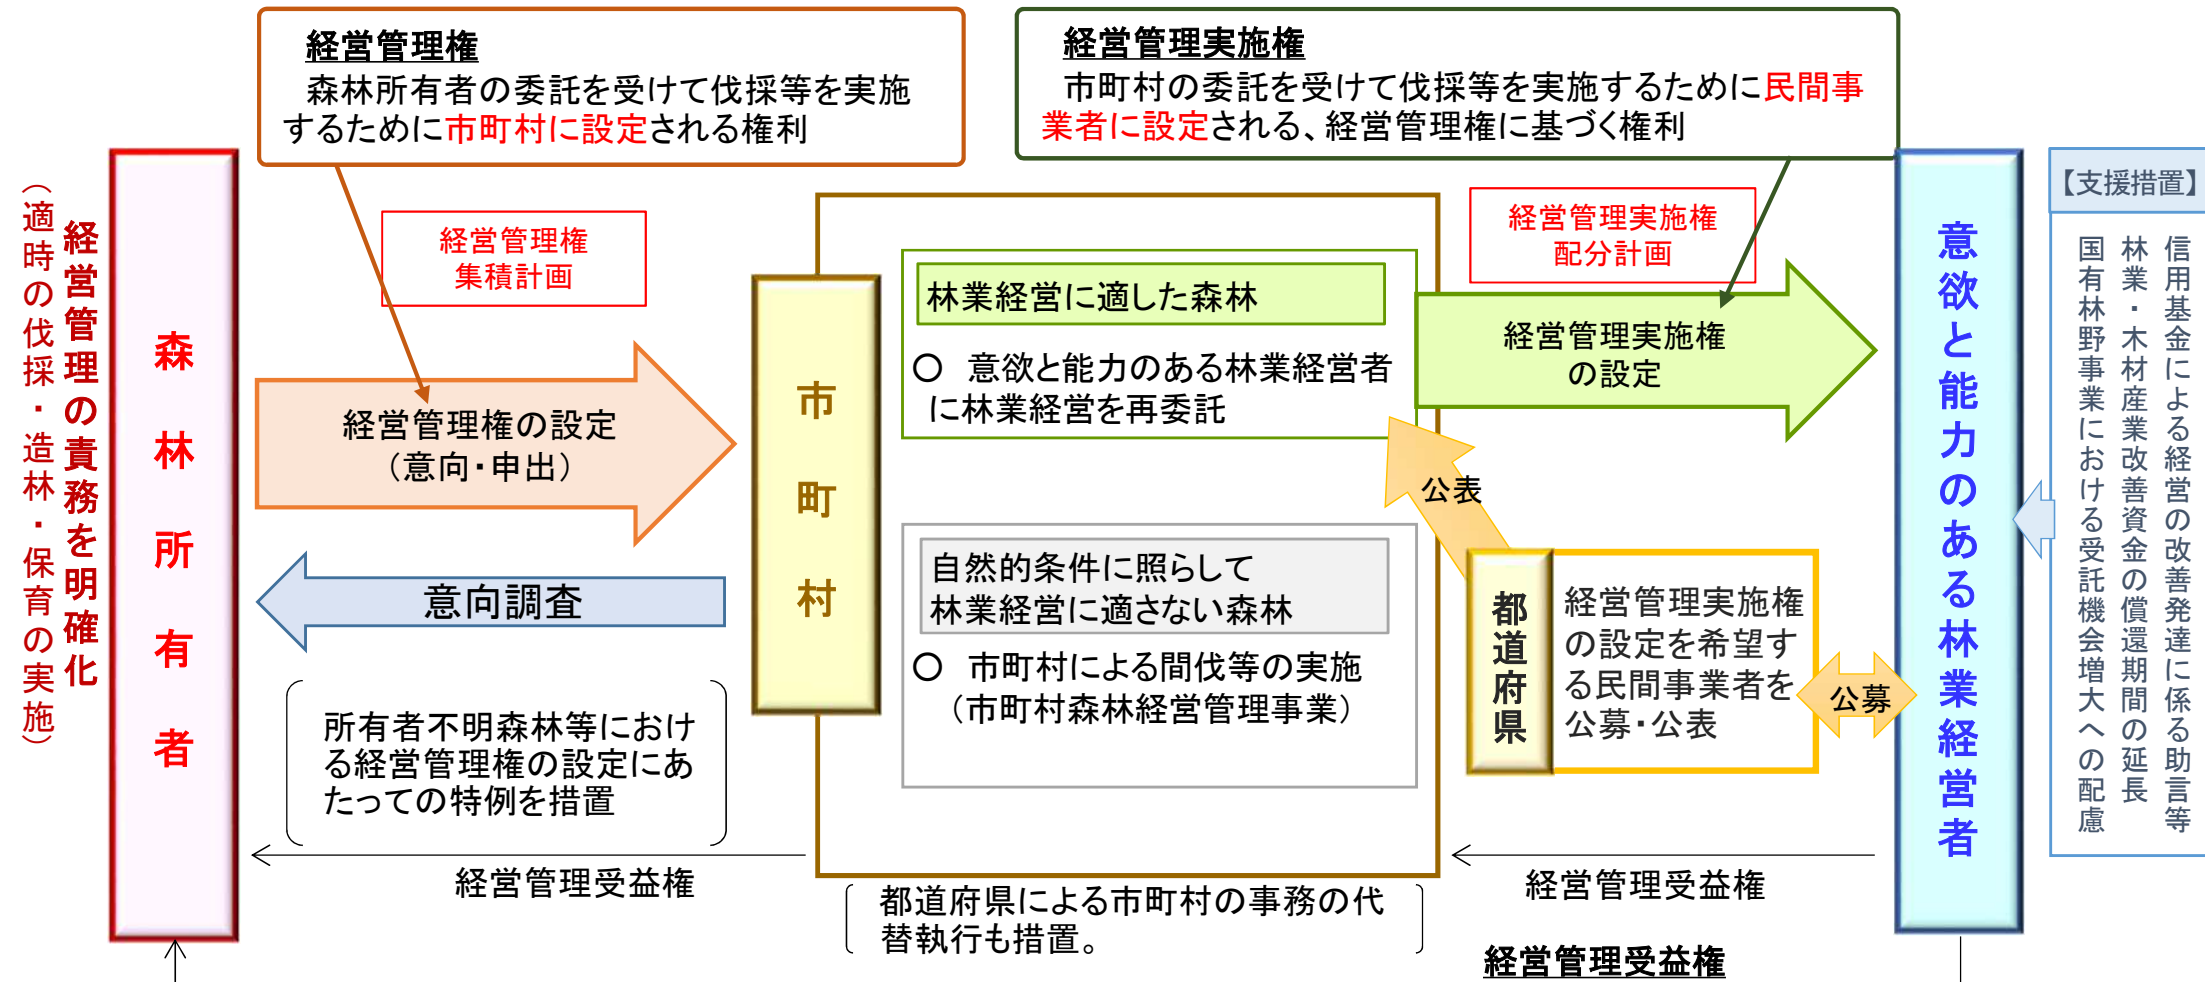 経営管理権
森林所有者の委託を受けて伐採等を実施
するために市町村に設定される権利
経営管理実施権
市町村の委託を受けて伐採等を実施するために民間事
業者に設定される、経営管理権に基づく権利
経営管理の責務を明確化
（適時の伐採・造林・保育の実施）
森林所有者
経営管理権
集積計画
経営管理権の設定
（意向・申出）
意向調査
所有者不明森林等におけ
る経営管理権の設定にあ
たっての特例を措置
経営管理受益権
市町村
林業経営に適した森林
○　意欲と能力のある林業経営者
に林業経営を再委託
自然的条件に照らして
林業経営に適さない森林
○　市町村による間伐等の実施
（市町村森林経営管理事業）
都道府県による市町村の事務の代
替執行も措置。
経営管理実施権
配分計画
経営管理実施権
の設定
公表
都道府県
経営管理実施権
の設定を希望す
る民間事業者を
公募・公表
公募
経営管理受益権
経営管理受益権
意欲と能力のある林業経営者
【支援措置】
信用基金による経営の改善発達に係る助言等
林業・木材産業改善資金の償還期間の延長
国有林野事業における受託機会増大への配慮